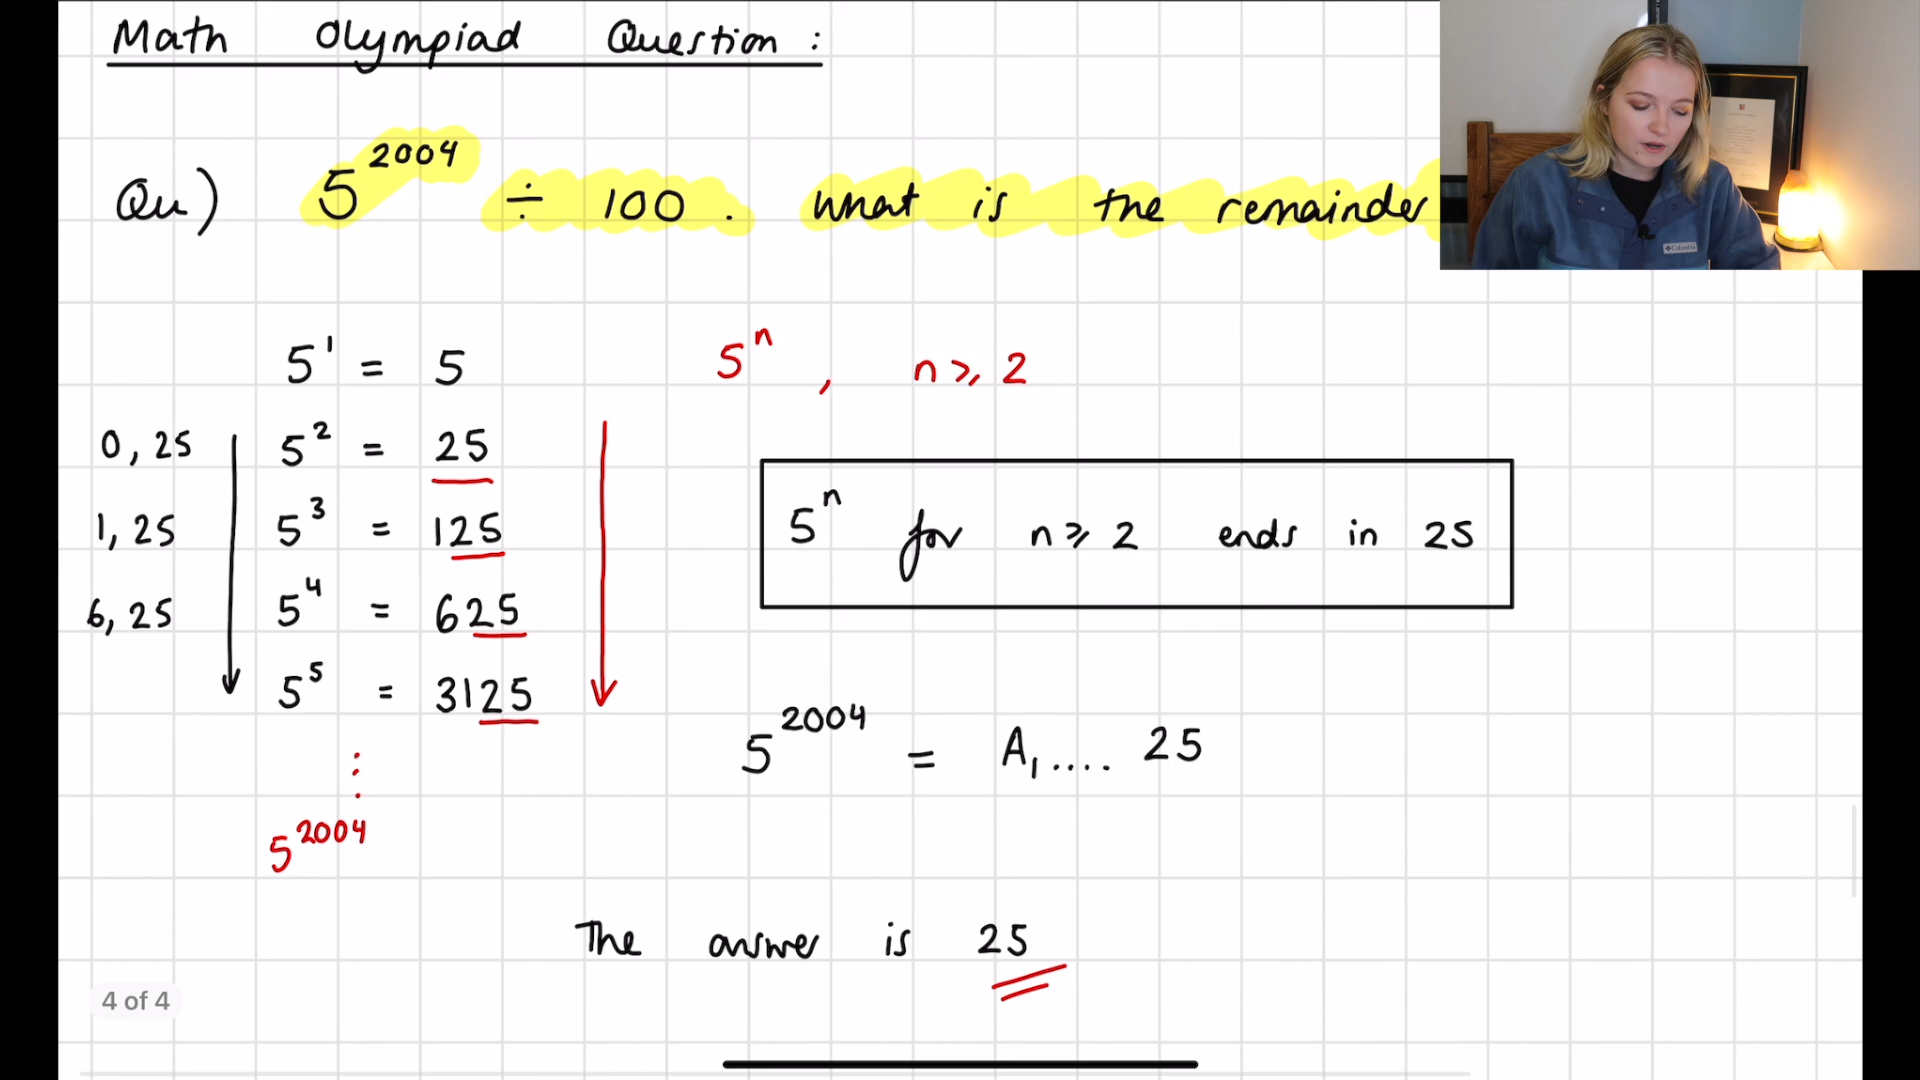 Math Olympiad Question :
Qu) 5^2004 ÷ 100 . What is the remainder
5^1 = 5
5^n , n ⩾ 2
0, 25 5^2 = 25
1, 25 5^3 = 125
6, 25 5^4 = 625
5^5 = 3125
5^n for n ⩾ 2 ends in 25
5^2004 = A, .... 25
⋮
5^2004
The answer is 25
4 of 4
Columbia